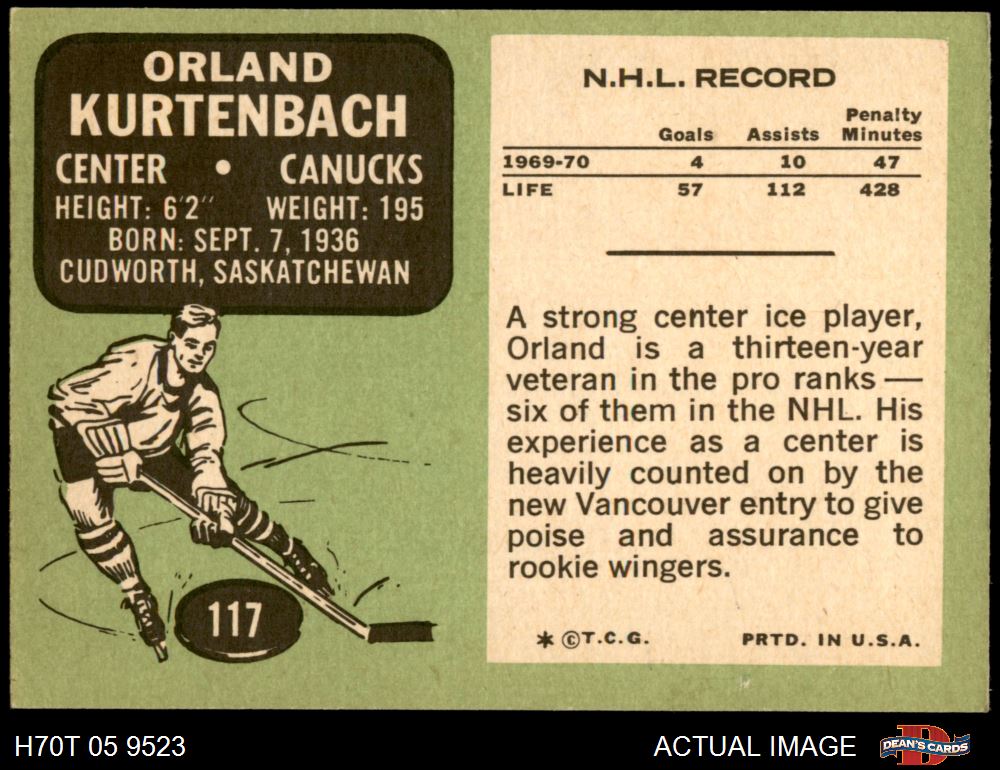 ORLAND
KURTENBACH
CENTER • CANUCKS
HEIGHT: 6'2" WEIGHT: 195
BORN: SEPT. 7, 1936
CUDWORTH, SASKATCHEWAN
117
N.H.L. RECORD
Goals Assists Penalty Minutes
1969-70 4 10 47
LIFE 57 112 428
A strong center ice player,
Orland is a thirteen-year
veteran in the pro ranks —
six of them in the NHL. His
experience as a center is
heavily counted on by the
new Vancouver entry to give
poise and assurance to
rookie wingers.
* © T.C.G. PRTD. IN U.S.A.
H70T 05 9523 ACTUAL IMAGE DEAN'S CARDS